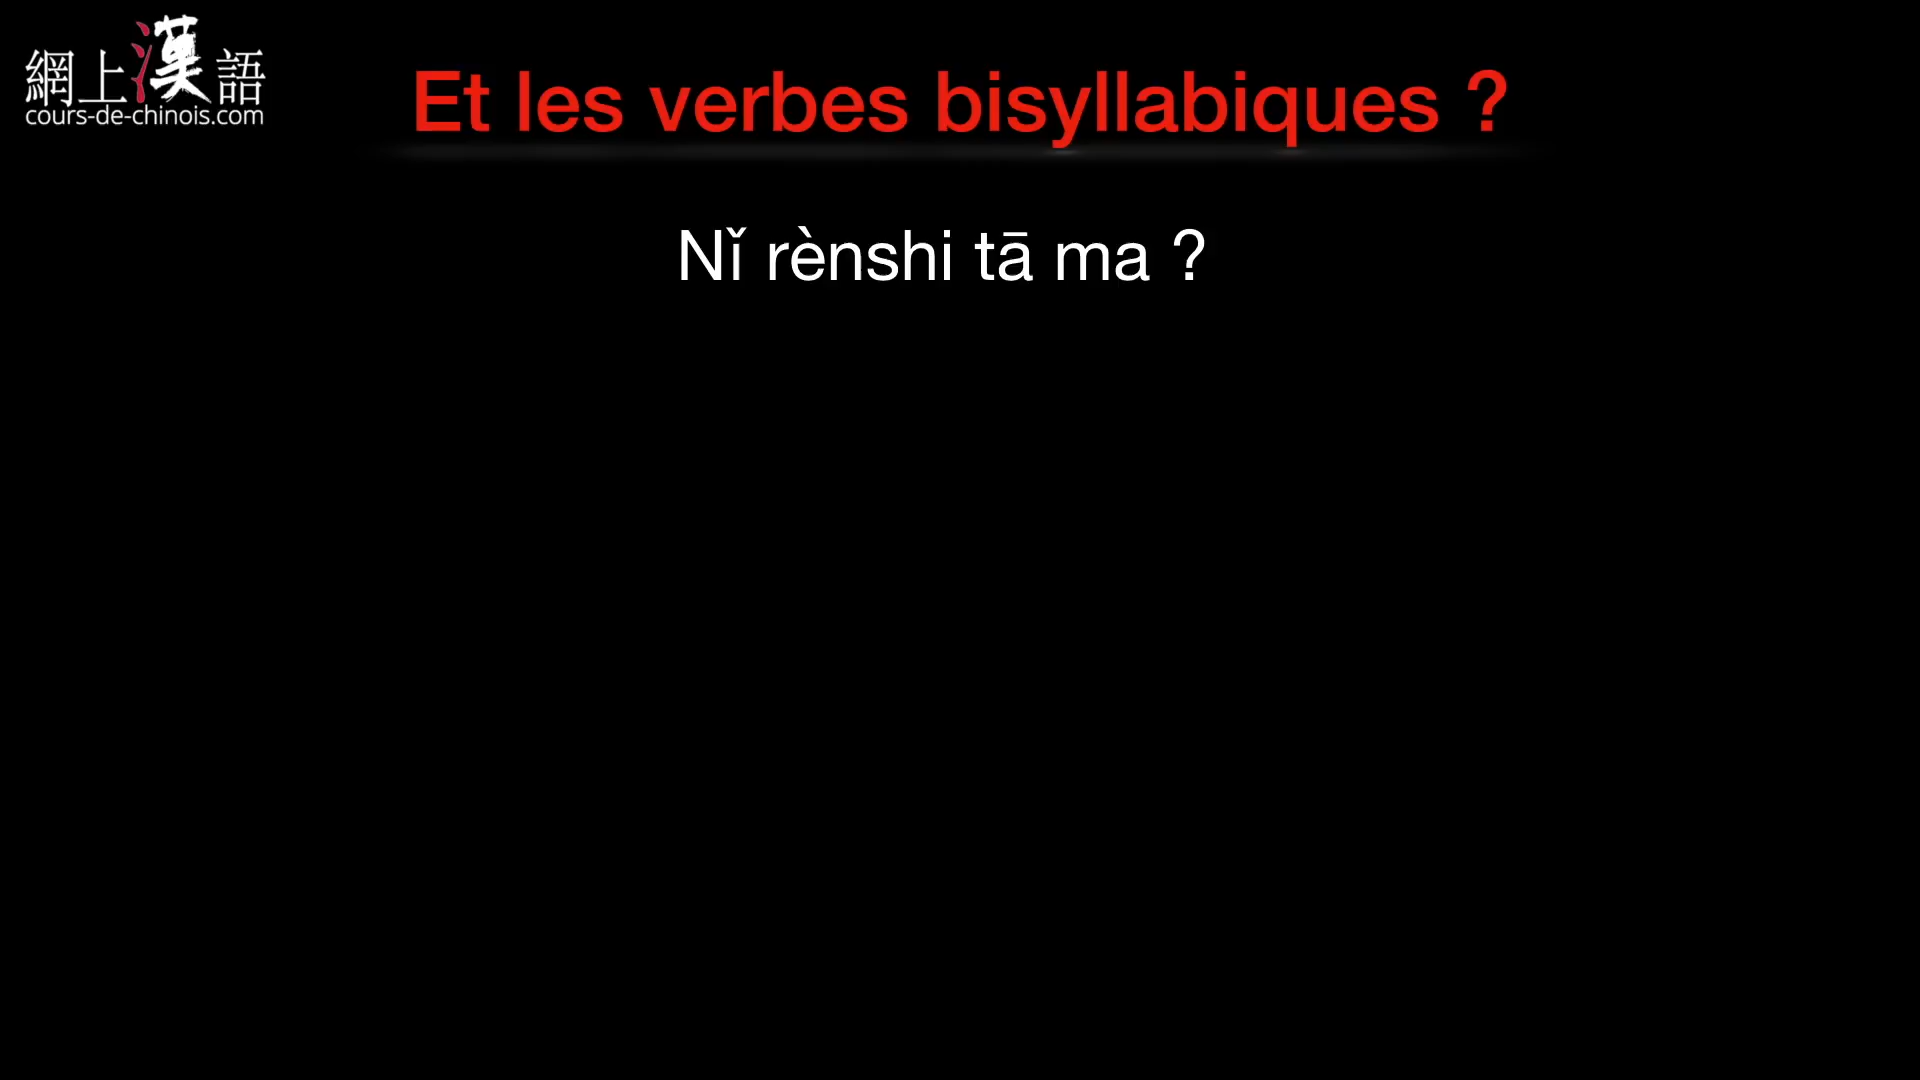 網上漢語
cours-de-chinois.com
Et les verbes bisyllabiques ?
Nǐ rènshi tā ma ?